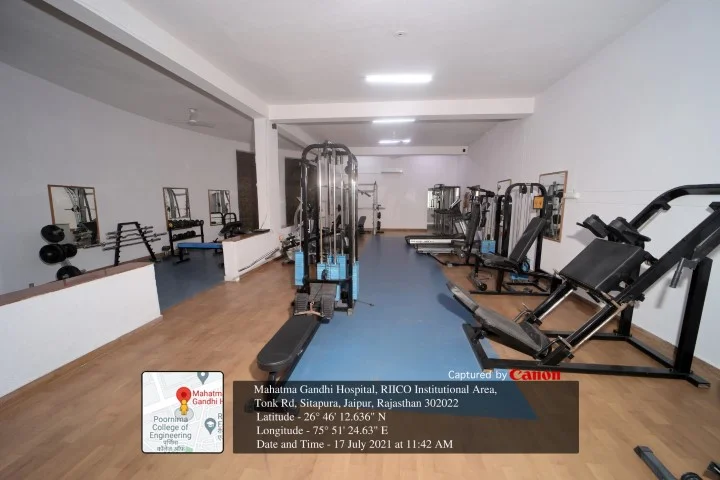 Captured by Canon
Mahatma Gandhi Hospital, RIICO Institutional Area,
Tonk Rd, Sitapura, Jaipur, Rajasthan 302022
Latitude - 26° 46' 12.636" N
Longitude - 75° 51' 24.63" E
Date and Time - 17 July 2021 at 11:42 AM
Mahatm
Gandhi H
Poornima
College of
Engineering